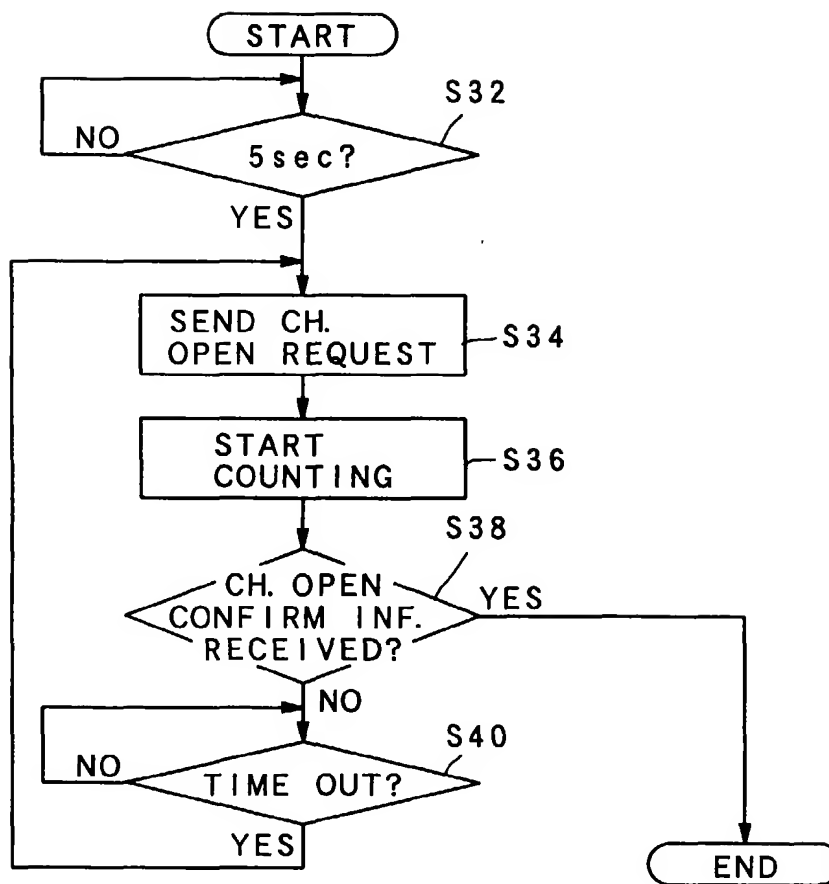 START
S32
NO
5sec?
YES
SEND CH.
OPEN REQUEST
S34
START
COUNTING
S36
S38
CH. OPEN
CONFIRM INF.
RECEIVED?
YES
NO
S40
NO
TIME OUT?
YES
END